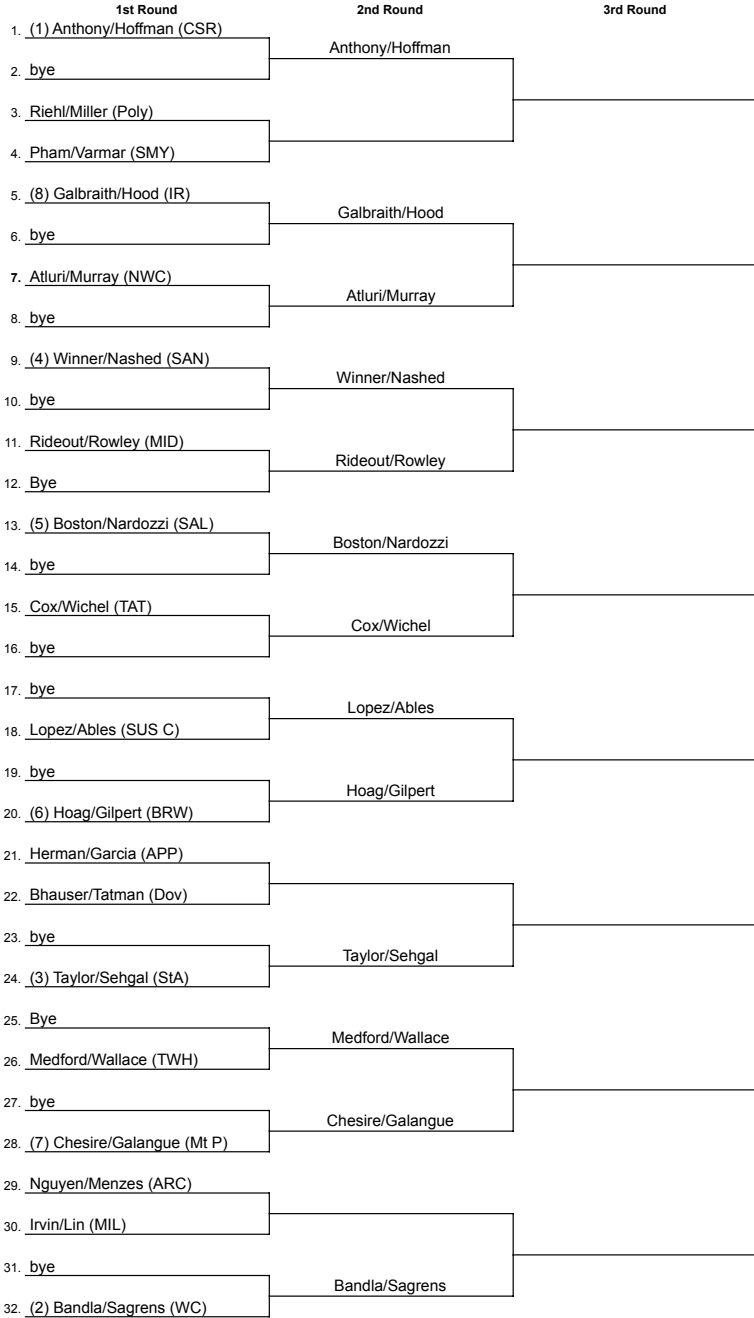 1st Round 2nd Round 3rd Round
1. (1) Anthony/Hoffman (CSR)
Anthony/Hoffman
2. bye
3. Riehl/Miller (Poly)
4. Pham/Varmar (SMY)
5. (8) Galbraith/Hood (IR)
Galbraith/Hood
6. bye
7. Atluri/Murray (NWC)
Atluri/Murray
8. bye
9. (4) Winner/Nashed (SAN)
Winner/Nashed
10. bye
11. Rideout/Rowley (MID)
Rideout/Rowley
12. Bye
13. (5) Boston/Nardozzi (SAL)
Boston/Nardozzi
14. bye
15. Cox/Wichel (TAT)
Cox/Wichel
16. bye
17. bye
Lopez/Ables
18. Lopez/Ables (SUS C)
19. bye
Hoag/Gilpert
20. (6) Hoag/Gilpert (BRW)
21. Herman/Garcia (APP)
22. Bhauser/Tatman (Dov)
23. bye
Taylor/Sehgal
24. (3) Taylor/Sehgal (StA)
25. Bye
Medford/Wallace
26. Medford/Wallace (TWH)
27. bye
Chesire/Galangue
28. (7) Chesire/Galangue (Mt P)
29. Nguyen/Menzes (ARC)
30. Irvin/Lin (MIL)
31. bye
Bandla/Sagrens
32. (2) Bandla/Sagrens (WC)